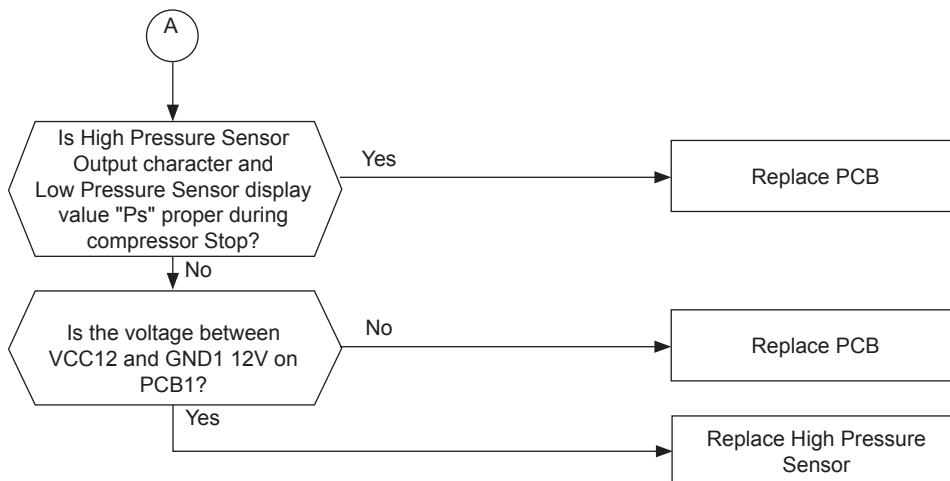 A
Is High Pressure Sensor
Output character and
Low Pressure Sensor display
value "Ps" proper during
compressor Stop?
Yes
Replace PCB
No
Is the voltage between
VCC12 and GND1 12V on
PCB1?
No
Replace PCB
Yes
Replace High Pressure
Sensor